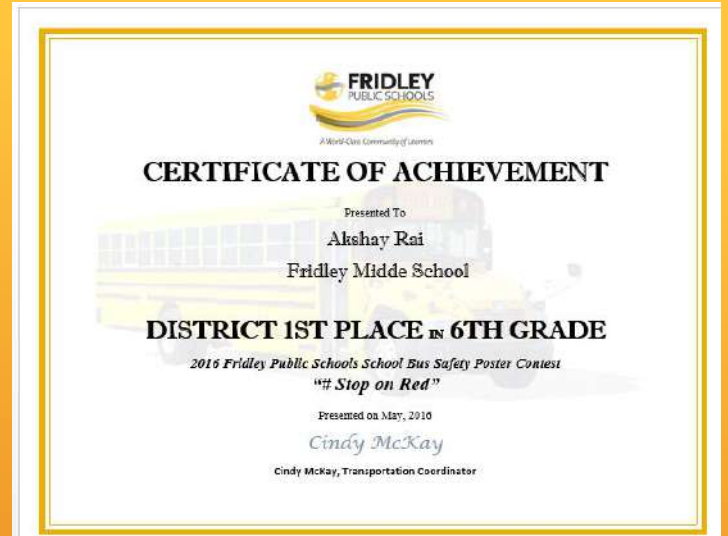 FRIDLEY
PUBLIC SCHOOLS
A World-Class Community of Learners
CERTIFICATE OF ACHIEVEMENT
Presented To
Akshay Rai
Fridley Midde School
DISTRICT 1ST PLACE IN 6TH GRADE
2016 Fridley Public Schools School Bus Safety Poster Contest
“# Stop on Red”
Presented on May, 2016
Cindy McKay
Cindy McKay, Transportation Coordinator